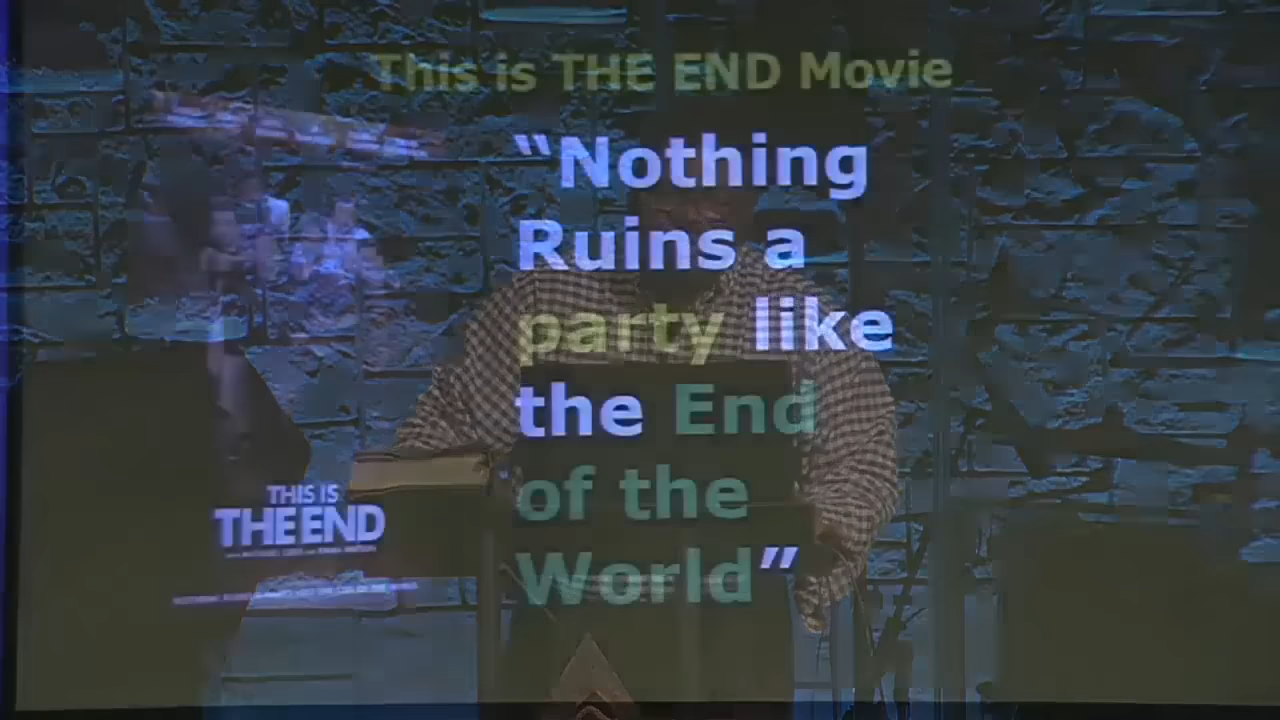 This is THE END Movie
“Nothing
Ruins a
party like
the End
of the
World”
THIS IS
THE END